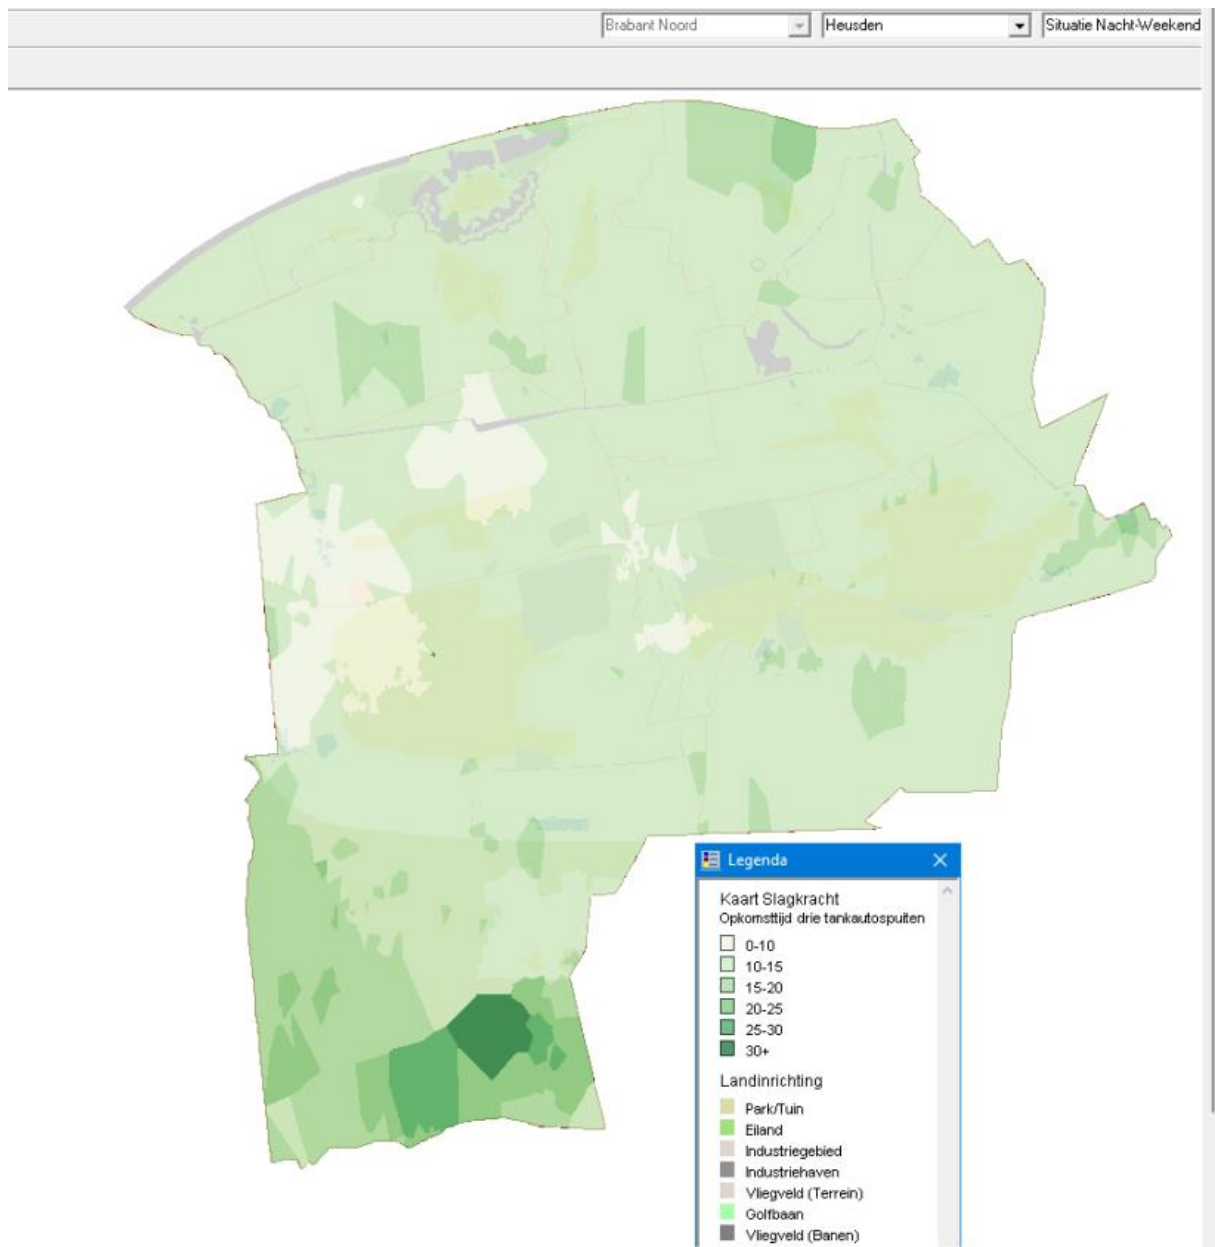 Brabant Noord
Heusden
Situatie Nacht-Weekend
Legenda
Kaart Slagkracht
Opkomsttijd drie tankautospuiten
0-10
10-15
15-20
20-25
25-30
30+
Landinrichting
Park/Tuin
Eiland
Industriegebied
Industriehaven
Vliegveld (Terrein)
Golfbaan
Vliegveld (Banen)